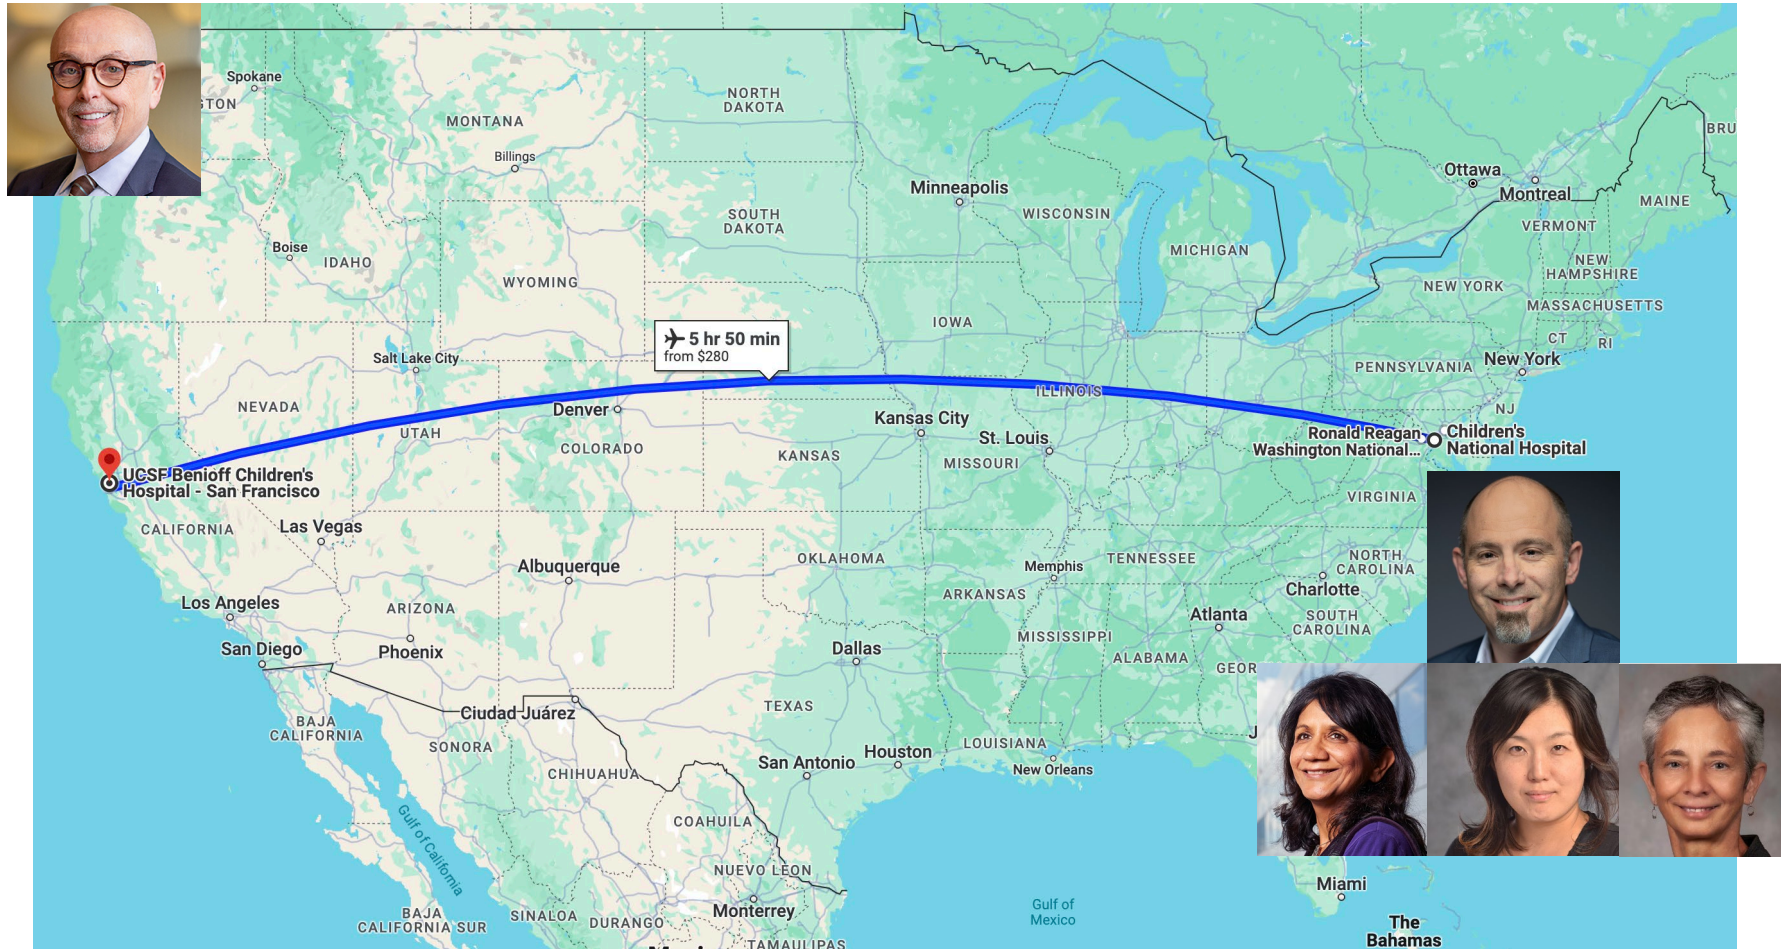 Spokane
GTON
MONTANA
Billings
NORTH
DAKOTA
Minneapolis
WISCONSIN
Ottawa
Montreal
BRU
MAINE
VERMONT
SOUTH
DAKOTA
MICHIGAN
NEW
HAMPSHIRE
NEW YORK
MASSACHUSETTS
Boise
IDAHO
WYOMING
IOWA
CT
RI
5 hr 50 min
from $280
Salt Lake City
PENNSYLVANIA
New York
NEVADA
UTAH
Denver
COLORADO
ILLINOIS
NJ
Kansas City
St. Louis
KANSAS
MISSOURI
Ronald Reagan
Washington National...
Children's
National Hospital
UCSF Benioff Children's
Hospital - San Francisco
VIRGINIA
CALIFORNIA
Las Vegas
Albuquerque
OKLAHOMA
Memphis
TENNESSEE
NORTH
CAROLINA
Charlotte
Los Angeles
ARIZONA
ARKANSAS
Atlanta
SOUTH
CAROLINA
San Diego
Phoenix
Dallas
MISSISSIPPI
ALABAMA
GEOR
Ciudad Juárez
TEXAS
BAJA
CALIFORNIA
SONORA
CHIHUAHUA
San Antonio
Houston
LOUISIANA
New Orleans
J
Gulf of California
COAHUILA
NUEVO LEON
Monterrey
BAJA
CALIFORNIA SUR
SINALOA
DURANGO
TAMAULIPAS
Gulf of
Mexico
Miami
The
Bahamas